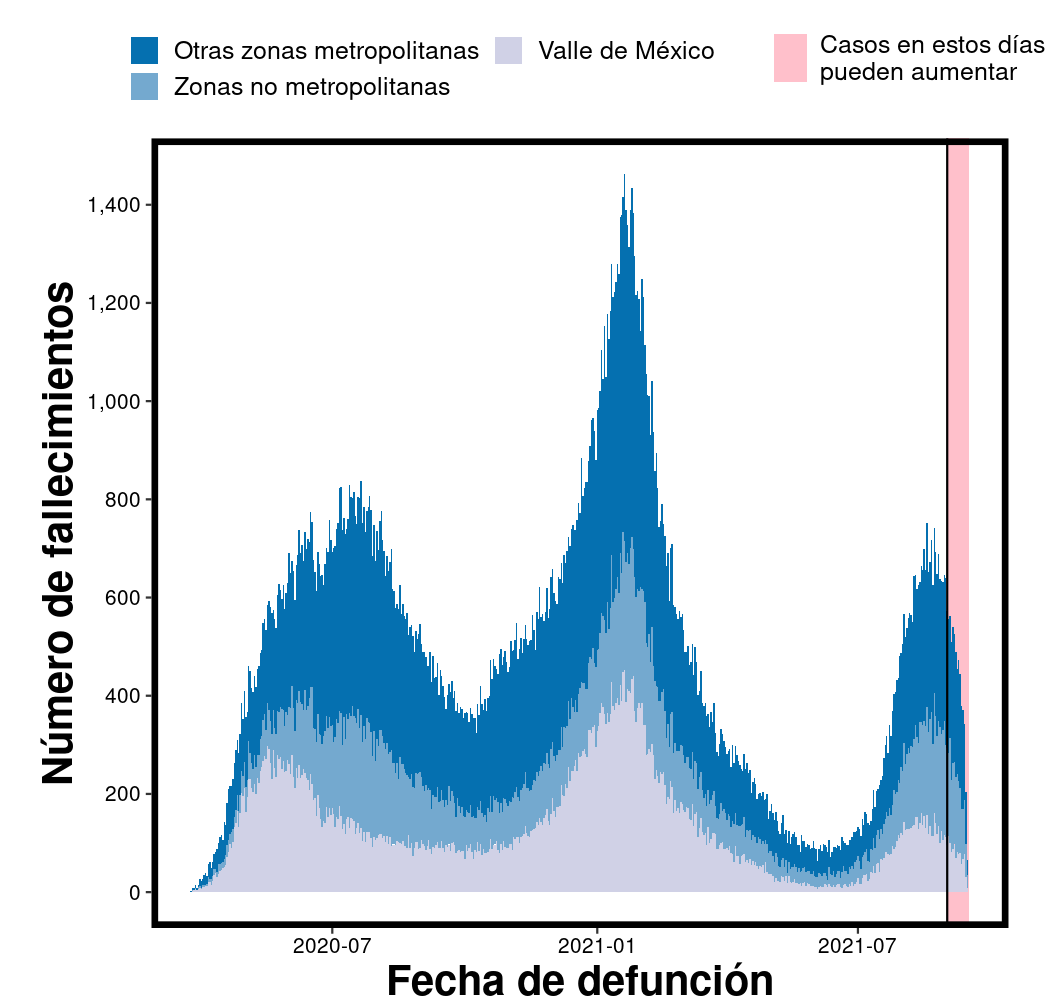 Otras zonas metropolitanas
Zonas no metropolitanas
Valle de México
Casos en estos días
pueden aumentar
Número de fallecimientos
1,400
1,200
1,000
800
600
400
200
0
2020-07
2021-01
2021-07
Fecha de defunción